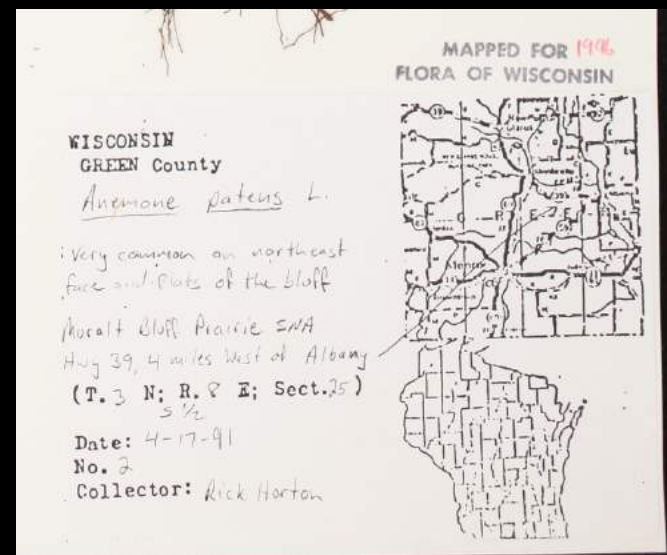 MAPPED FOR 1996
FLORA OF WISCONSIN
WISCONSIN
GREEN County
Anemone patens L.
: Very common on northeast
face and flats of the bluff
Muralt Bluff Prairie SNA
Hwy 39, 4 miles West of Albany
(T. 3 N; R. 8 E; Sect. 25)
S 1/2
Date: 4-17-91
No. 2
Collector: Rick Horton
Monroe